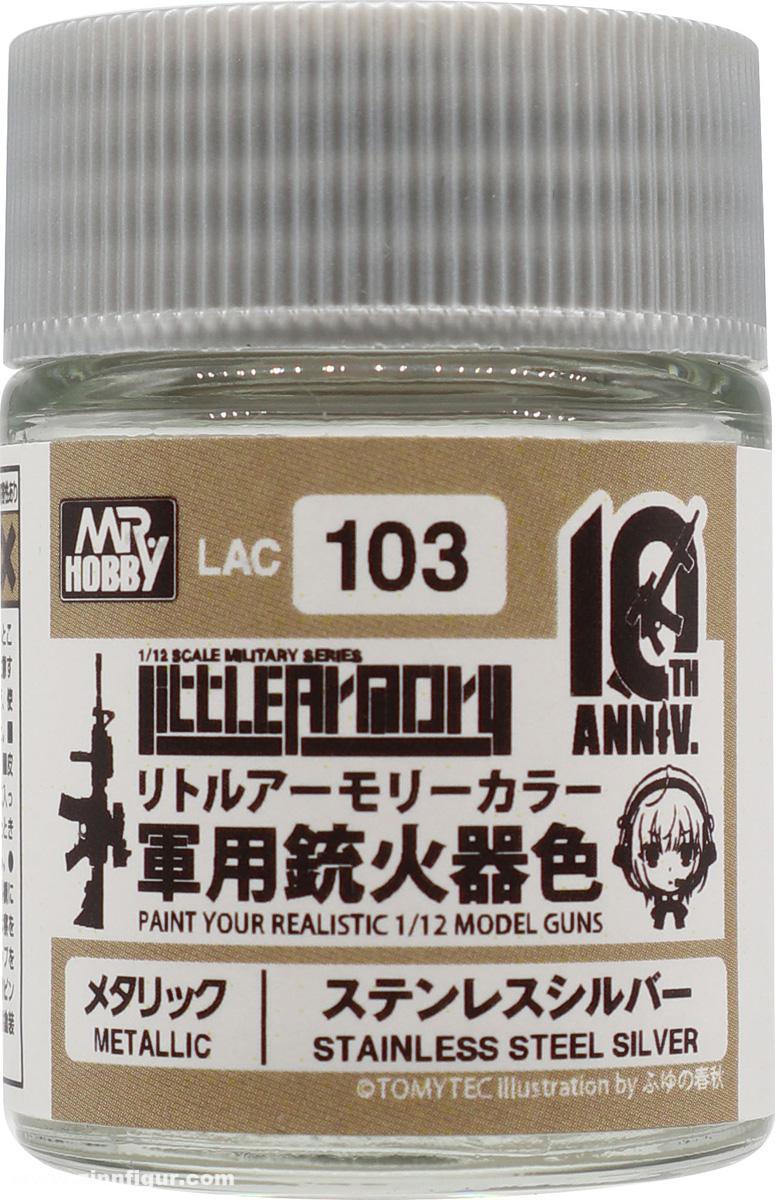 MR.
HOBBY
LAC 103
10TH
ANNIV.
1/12 SCALE MILITARY SERIES
LittleArmory
リトルアーモリーカラー
軍用銃火器色
PAINT YOUR REALISTIC 1/12 MODEL GUNS
メタリック
METALLIC
ステンレスシルバー
STAINLESS STEEL SILVER
©TOMYTEC illustration by ふゆの春秋